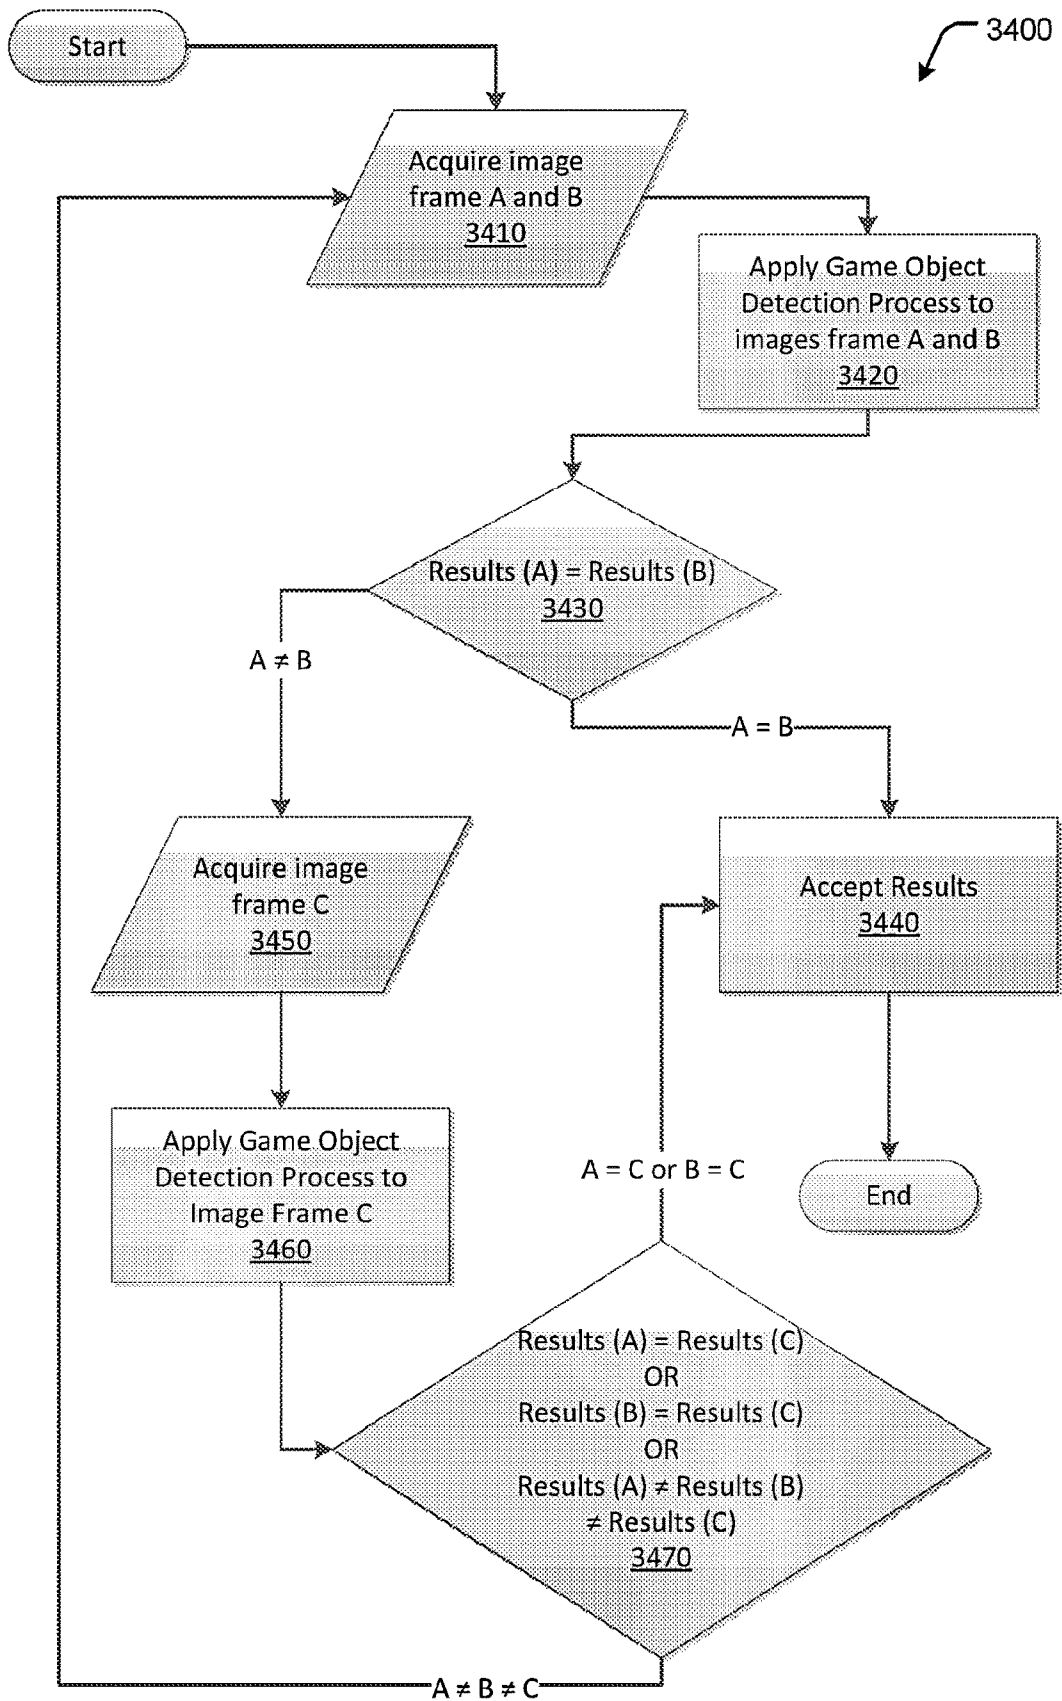 Start
3400
Acquire image
frame A and B
3410
Apply Game Object
Detection Process to
images frame A and B
3420
Results (A) = Results (B)
3430
A ≠ B
A = B
Acquire image
frame C
3450
Accept Results
3440
Apply Game Object
Detection Process to
Image Frame C
3460
A = C or B = C
End
Results (A) = Results (C)
OR
Results (B) = Results (C)
OR
Results (A) ≠ Results (B)
≠ Results (C)
3470
A ≠ B ≠ C